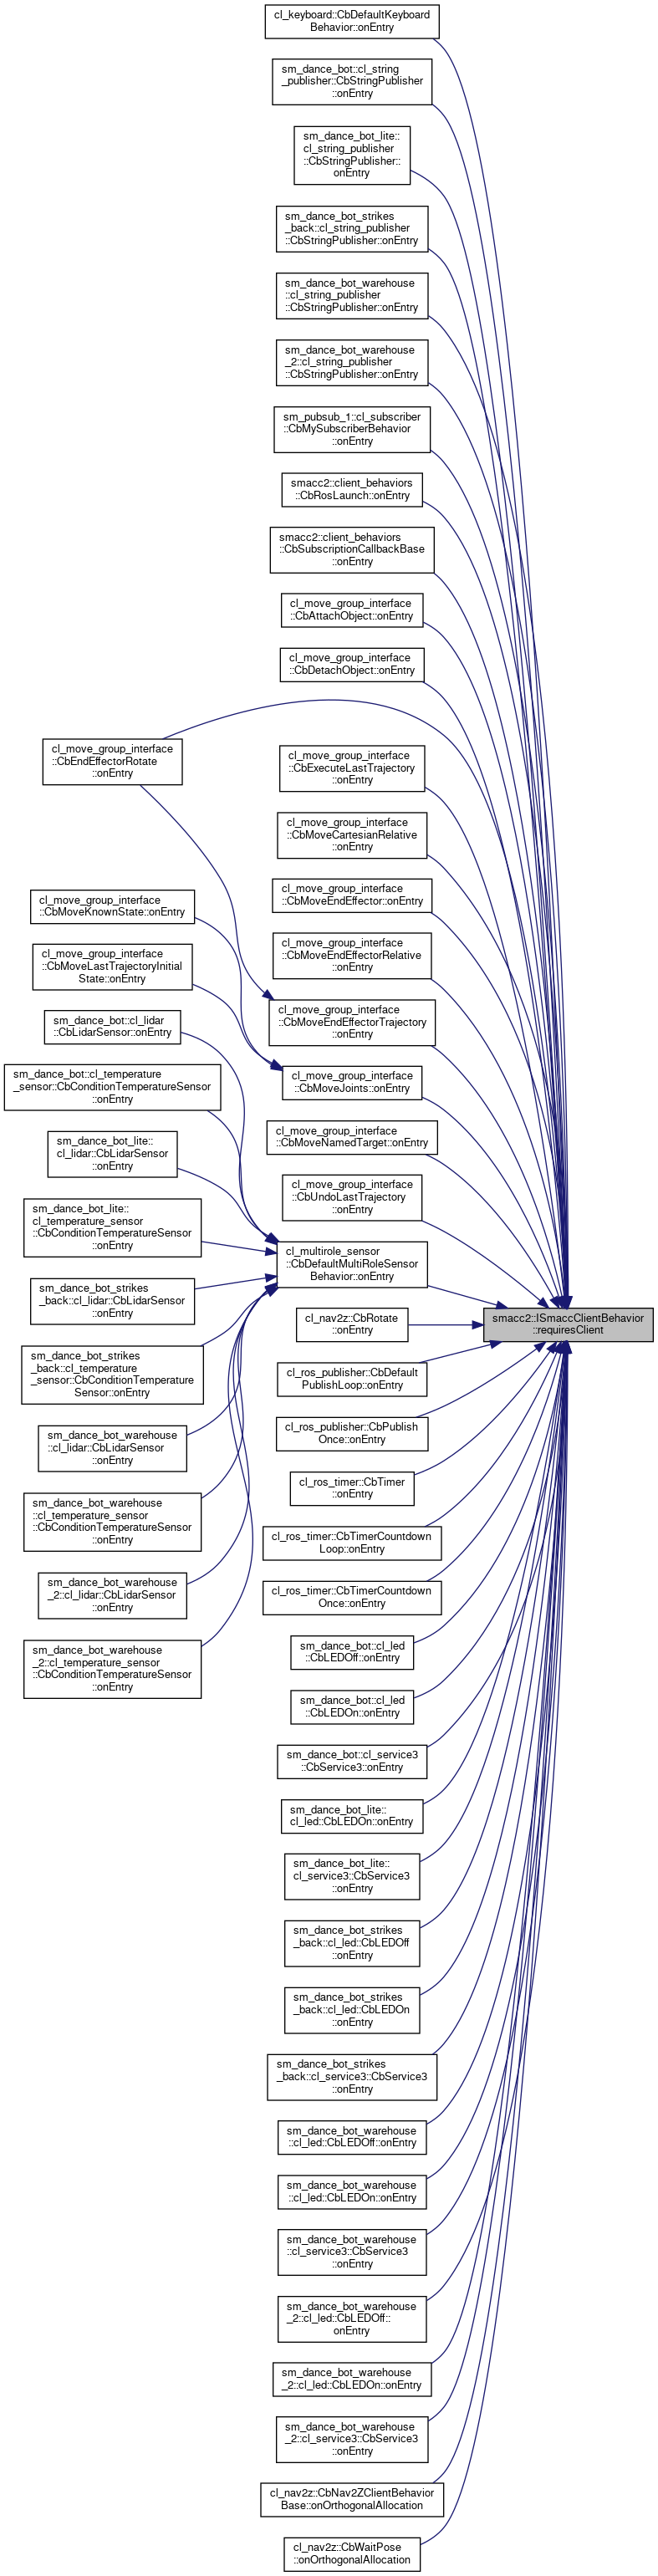 cl_keyboard::CbDefaultKeyboard
Behavior::onEntry
sm_dance_bot::cl_string
_publisher::CbStringPublisher
::onEntry
sm_dance_bot_lite::
cl_string_publisher
::CbStringPublisher::
onEntry
sm_dance_bot_strikes
_back::cl_string_publisher
::CbStringPublisher::onEntry
sm_dance_bot_warehouse
::cl_string_publisher
::CbStringPublisher::onEntry
sm_dance_bot_warehouse
_2::cl_string_publisher
::CbStringPublisher::onEntry
sm_pubsub_1::cl_subscriber
::CbMySubscriberBehavior
::onEntry
smacc2::client_behaviors
::CbRosLaunch::onEntry
smacc2::client_behaviors
::CbSubscriptionCallbackBase
::onEntry
cl_move_group_interface
::CbAttachObject::onEntry
cl_move_group_interface
::CbDetachObject::onEntry
cl_move_group_interface
::CbEndEffectorRotate
::onEntry
cl_move_group_interface
::CbExecuteLastTrajectory
::onEntry
cl_move_group_interface
::CbMoveCartesianRelative
::onEntry
cl_move_group_interface
::CbMoveEndEffector::onEntry
cl_move_group_interface
::CbMoveKnownState::onEntry
cl_move_group_interface
::CbMoveEndEffectorRelative
::onEntry
cl_move_group_interface
::CbMoveLastTrajectoryInitial
State::onEntry
cl_move_group_interface
::CbMoveEndEffectorTrajectory
::onEntry
sm_dance_bot::cl_lidar
::CbLidarSensor::onEntry
cl_move_group_interface
::CbMoveJoints::onEntry
sm_dance_bot::cl_temperature
_sensor::CbConditionTemperatureSensor
::onEntry
cl_move_group_interface
::CbMoveNamedTarget::onEntry
sm_dance_bot_lite::
cl_lidar::CbLidarSensor
::onEntry
cl_move_group_interface
::CbUndoLastTrajectory
::onEntry
sm_dance_bot_lite::
cl_temperature_sensor
::CbConditionTemperatureSensor
::onEntry
cl_multirole_sensor
::CbDefaultMultiRoleSensor
Behavior::onEntry
sm_dance_bot_strikes
_back::cl_lidar::CbLidarSensor
::onEntry
cl_nav2z::CbRotate
::onEntry
smacc2::ISmaccClientBehavior
::requiresClient
sm_dance_bot_strikes
_back::cl_temperature
_sensor::CbConditionTemperature
Sensor::onEntry
cl_ros_publisher::CbDefault
PublishLoop::onEntry
sm_dance_bot_warehouse
::cl_lidar::CbLidarSensor
::onEntry
cl_ros_publisher::CbPublish
Once::onEntry
cl_ros_timer::CbTimer
::onEntry
sm_dance_bot_warehouse
::cl_temperature_sensor
::CbConditionTemperatureSensor
::onEntry
cl_ros_timer::CbTimerCountdown
Loop::onEntry
sm_dance_bot_warehouse
_2::cl_lidar::CbLidarSensor
::onEntry
cl_ros_timer::CbTimerCountdown
Once::onEntry
sm_dance_bot_warehouse
_2::cl_temperature_sensor
::CbConditionTemperatureSensor
::onEntry
sm_dance_bot::cl_led
::CbLEDOff::onEntry
sm_dance_bot::cl_led
::CbLEDOn::onEntry
sm_dance_bot::cl_service3
::CbService3::onEntry
sm_dance_bot_lite::
cl_led::CbLEDOn::onEntry
sm_dance_bot_lite::
cl_service3::CbService3
::onEntry
sm_dance_bot_strikes
_back::cl_led::CbLEDOff
::onEntry
sm_dance_bot_strikes
_back::cl_led::CbLEDOn
::onEntry
sm_dance_bot_strikes
_back::cl_service3::CbService3
::onEntry
sm_dance_bot_warehouse
::cl_led::CbLEDOff::onEntry
sm_dance_bot_warehouse
::cl_led::CbLEDOn::onEntry
sm_dance_bot_warehouse
::cl_service3::CbService3
::onEntry
sm_dance_bot_warehouse
_2::cl_led::CbLEDOff::
onEntry
sm_dance_bot_warehouse
_2::cl_led::CbLEDOn::onEntry
sm_dance_bot_warehouse
_2::cl_service3::CbService3
::onEntry
cl_nav2z::CbNav2ZClientBehavior
Base::onOrthogonalAllocation
cl_nav2z::CbWaitPose
::onOrthogonalAllocation